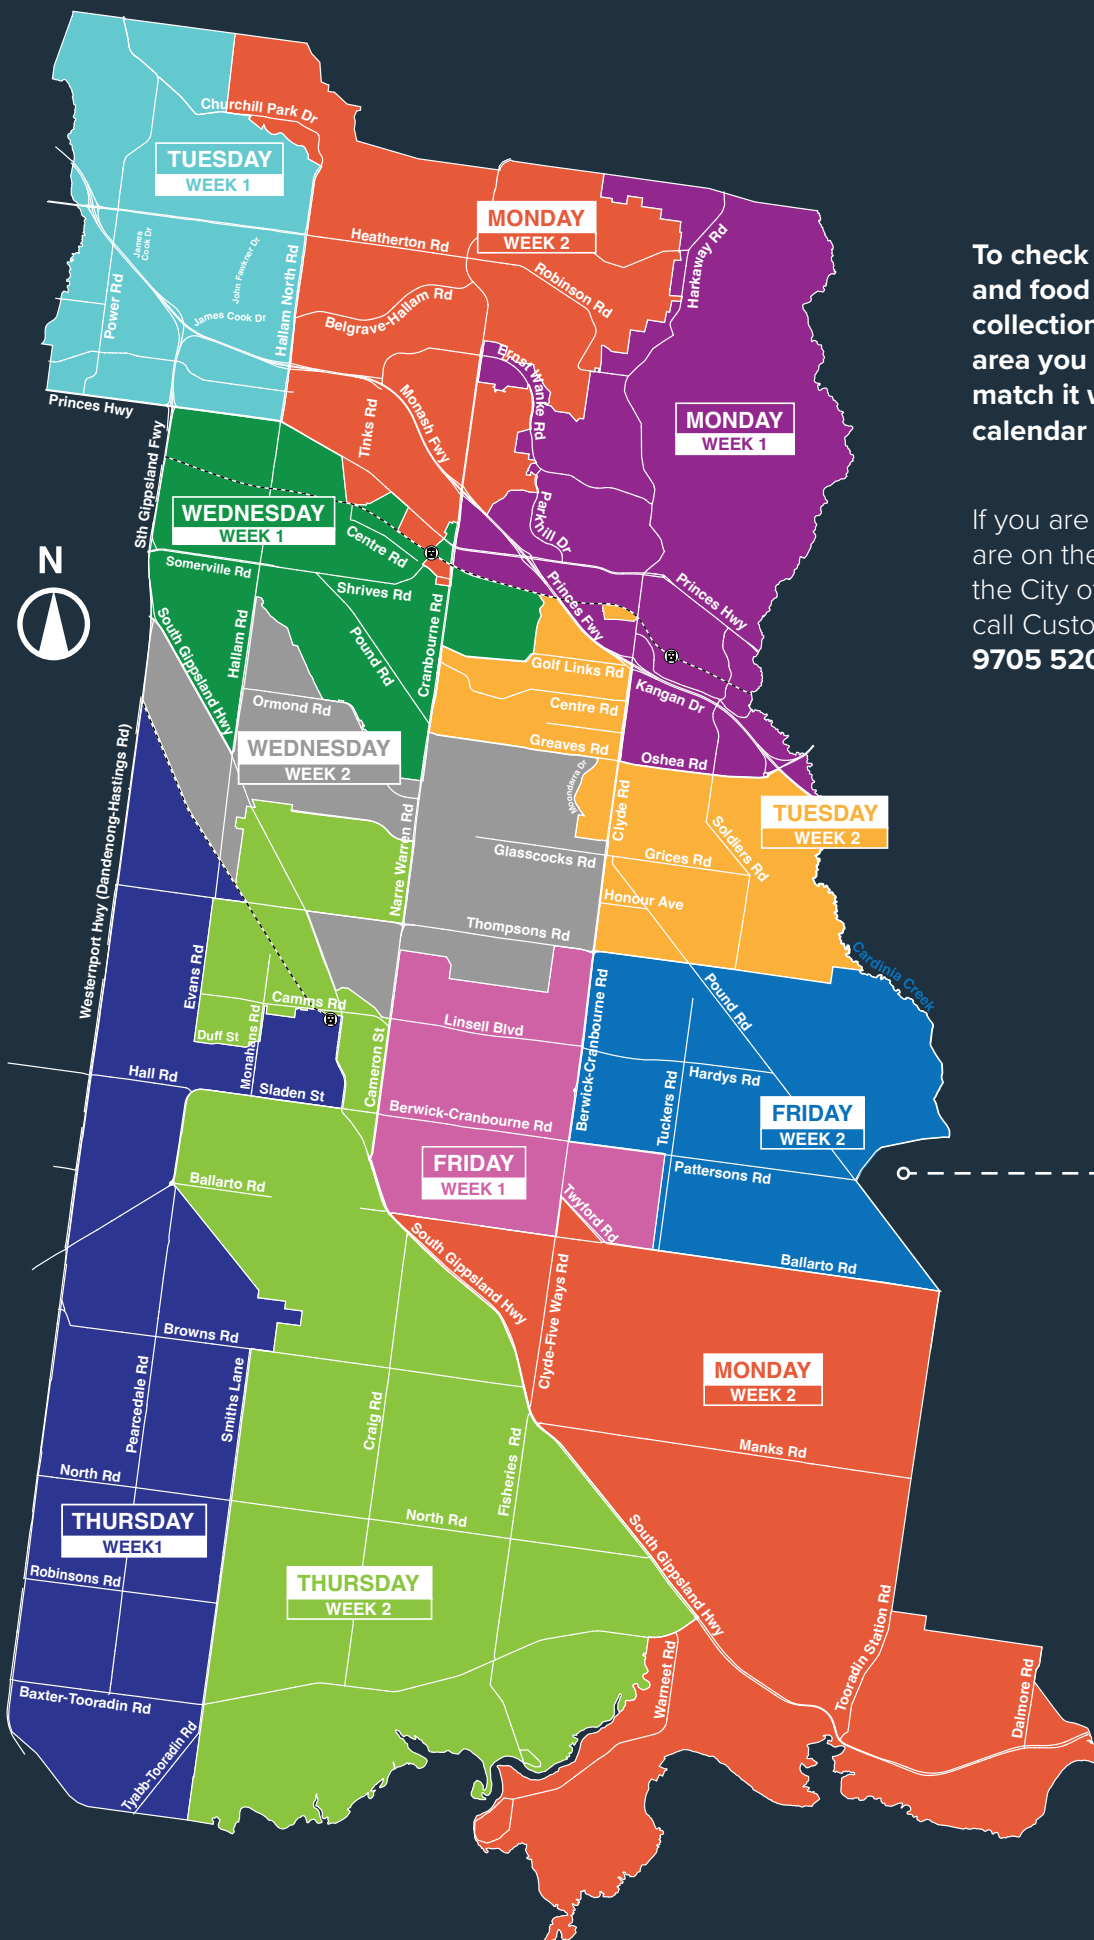 Churchill Park Dr
TUESDAY
WEEK 1
MONDAY
WEEK 2
Heatherton Rd
Robinson Rd
Harkaway Rd
James
Cook Dr
John Fawkner Dr
Power Rd
Hallam North Rd
James Cook Dr
Belgrave-Hallam Rd
Ernst Wanke Rd
Princes Hwy
Tinks Rd
Monash Fwy
MONDAY
WEEK 1
Sth Gippsland Fwy
WEDNESDAY
WEEK 1
Centre Rd
Parkhill Dr
N
Somerville Rd
Shrives Rd
Princes Fwy
Princes Hwy
South Gippsland Hwy
Hallam Rd
Pound Rd
Cranbourne Rd
Golf Links Rd
Kangan Dr
Ormond Rd
Centre Rd
WEDNESDAY
WEEK 2
Greaves Rd
Oshea Rd
Westernport Hwy (Dandenong-Hastings Rd)
Narre Warren Rd
Moondarra Dr
Clyde Rd
TUESDAY
WEEK 2
Soldiers Rd
Glasscocks Rd
Grices Rd
Honour Ave
Thompsons Rd
Cardinia Creek
Evans Rd
Camms Rd
Pound Rd
Duff St
Monahans Rd
Cameron St
Linsell Blvd
Berwick-Cranbourne Rd
Hall Rd
Sladen St
Hardys Rd
Tuckers Rd
Berwick-Cranbourne Rd
FRIDAY
WEEK 2
FRIDAY
WEEK 1
Pattersons Rd
Ballarto Rd
Twyford Rd
South Gippsland Hwy
Ballarto Rd
Clyde-Five Ways Rd
Browns Rd
Pearcedale Rd
Smiths Lane
MONDAY
WEEK 2
Craig Rd
Fisheries Rd
Manks Rd
North Rd
North Rd
THURSDAY
WEEK1
South Gippsland Hwy
Robinsons Rd
THURSDAY
WEEK 2
Tooradin Station Rd
Warneet Rd
Dalmore Rd
Baxter-Tooradin Rd
Tyabb-Tooradin Rd
To check
and food
collection
area you
match it w
calendar
If you are
are on the
the City of
call Custo
9705 520